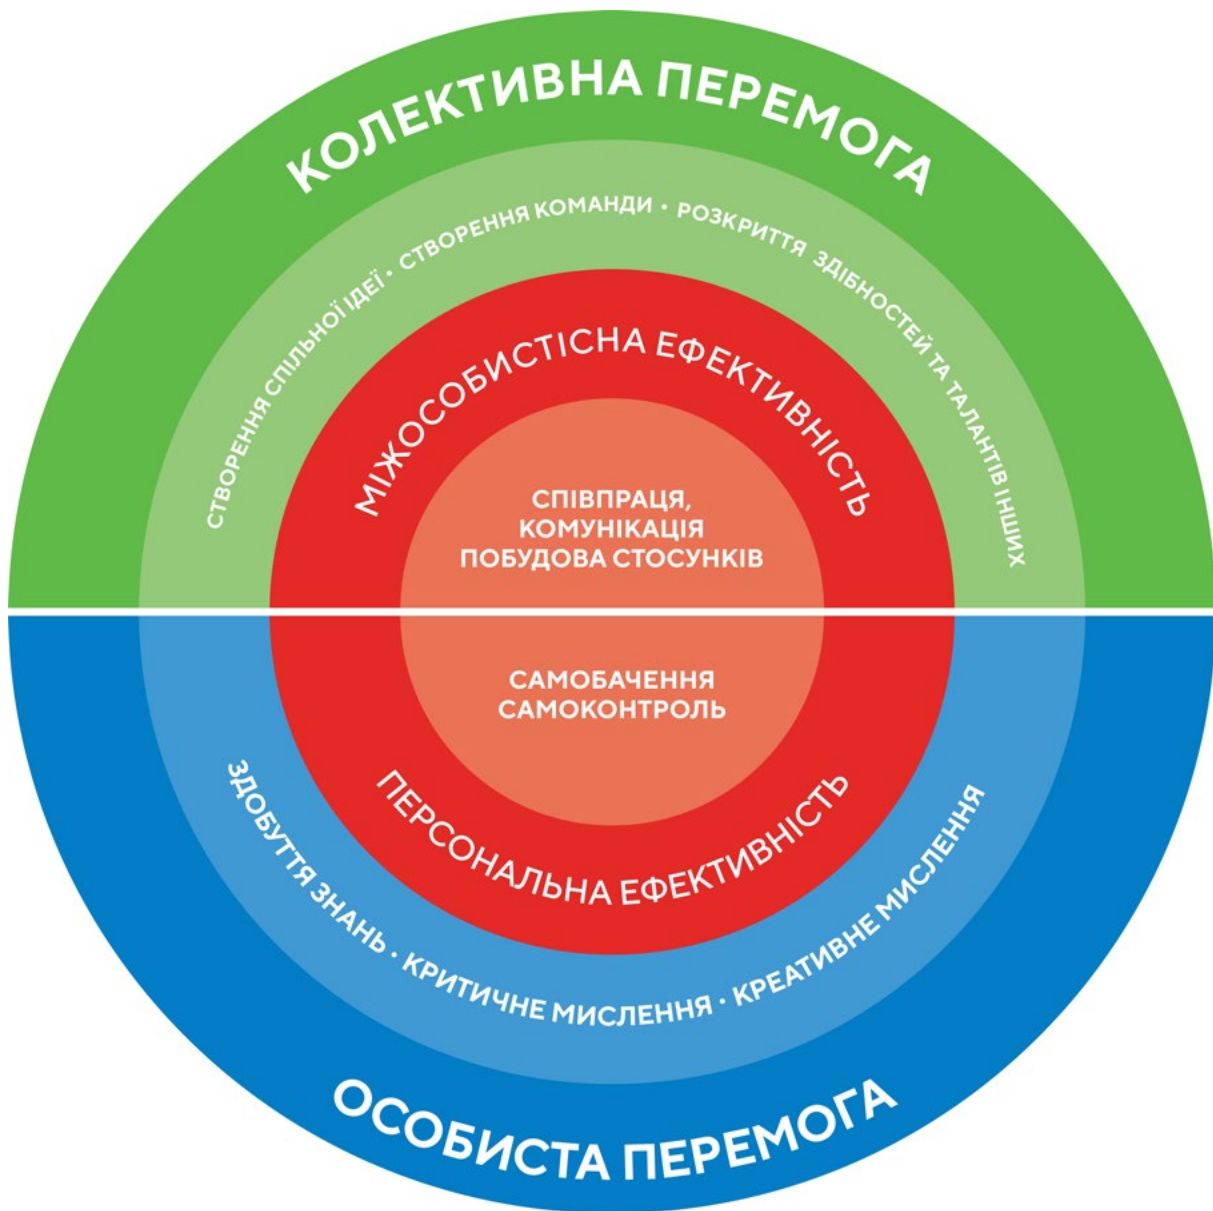 КОЛЕКТИВНА ПЕРЕМОГА
СТВОРЕННЯ СПІЛЬНОЇ ІДЕЇ • СТВОРЕННЯ КОМАНДИ • РОЗКРИТТЯ ЗДІБНОСТЕЙ ТА ТАЛАНТІВ ІНШИХ
МІЖОСОБИСТІСНА ЕФЕКТИВНІСТЬ
СПІВПРАЦЯ,
КОМУНІКАЦІЯ
ПОБУДОВА СТОСУНКІВ
САМОБАЧЕННЯ
САМОКОНТРОЛЬ
ПЕРСОНАЛЬНА ЕФЕКТИВНІСТЬ
ЗДОБУТТЯ ЗНАНЬ • КРИТИЧНЕ МИСЛЕННЯ • КРЕАТИВНЕ МИСЛЕННЯ
ОСОБИСТА ПЕРЕМОГА